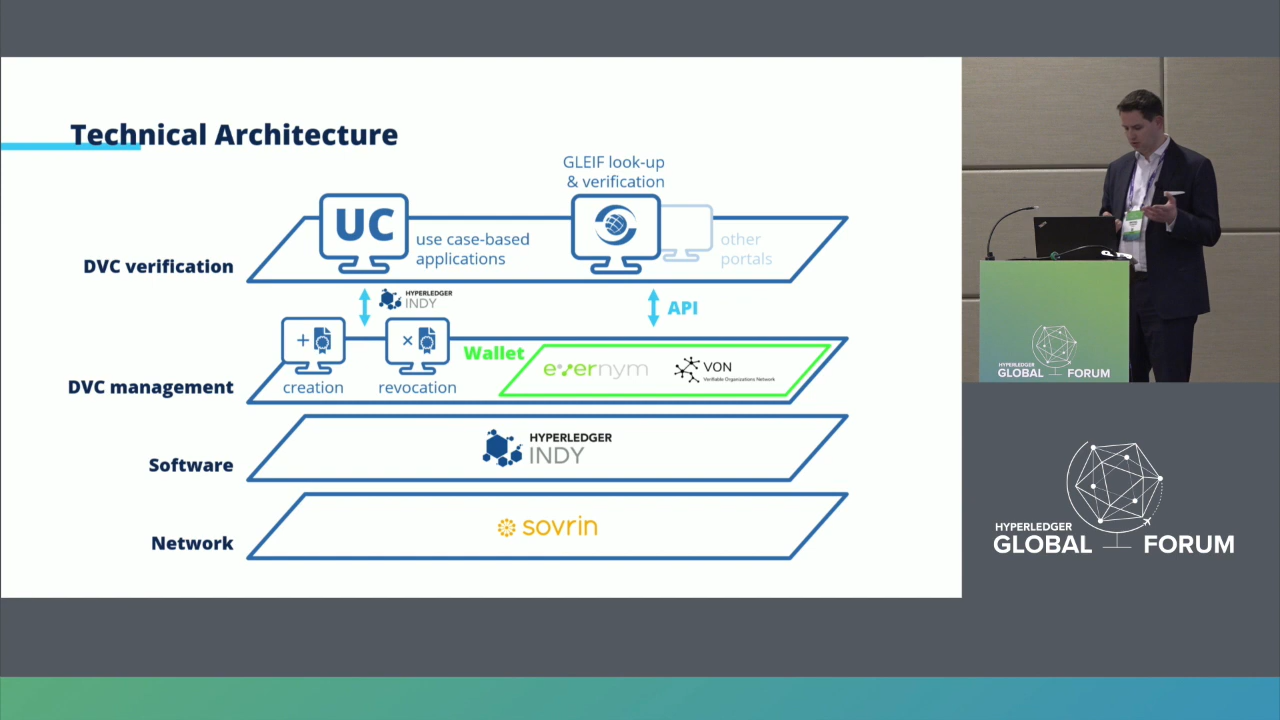 Technical Architecture
GLEIF look-up
& verification
UC
use case-based
applications
other
portals
DVC verification
HYPERLEDGER
INDY
API
Wallet
evernym
VON
Verifiable Organizations Network
creation
revocation
DVC management
HYPERLEDGER
INDY
Software
sovrin
Network
HYPERLEDGER
GLOBAL FORUM
HYPERLEDGER
GLOBAL FORUM